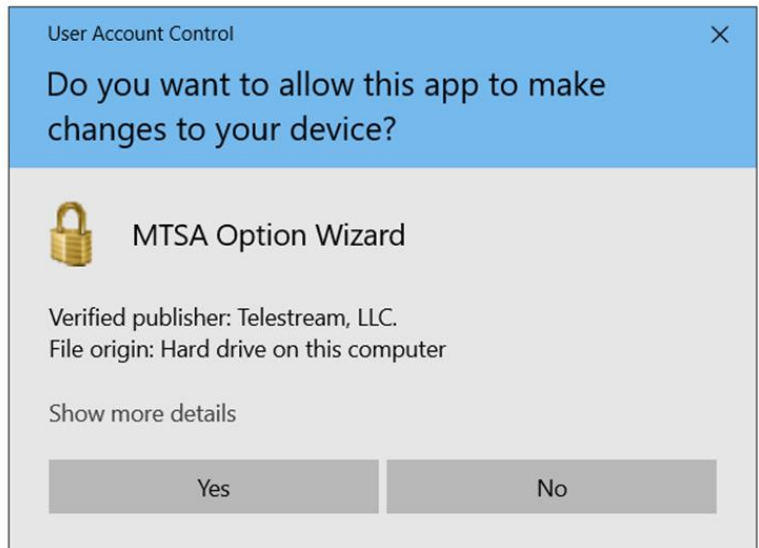 User Account Control
Do you want to allow this app to make
changes to your device?
MTSA Option Wizard
Verified publisher: Telestream, LLC.
File origin: Hard drive on this computer
Show more details
Yes
No